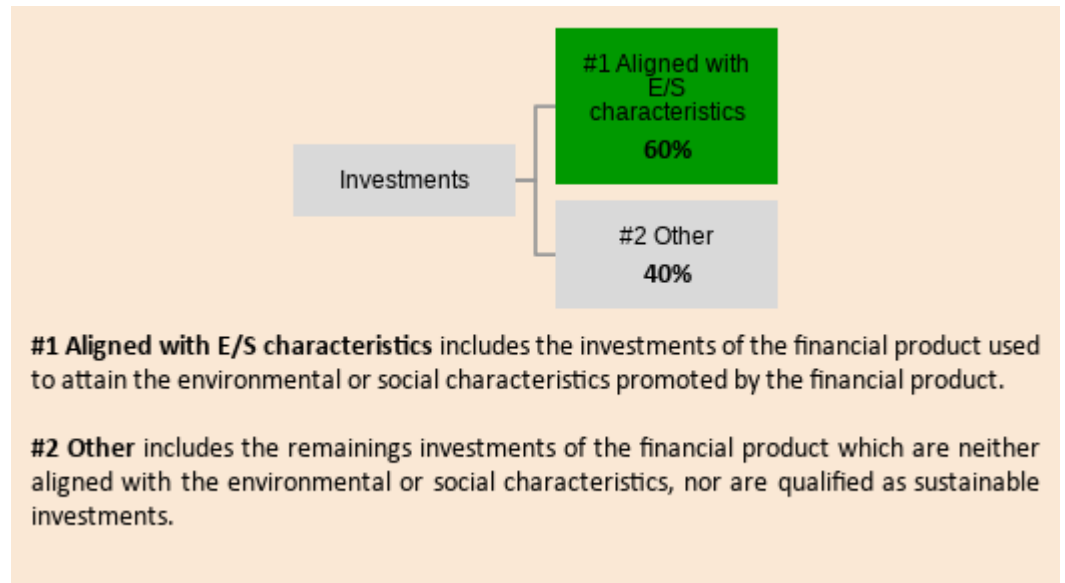 #1 Aligned with
E/S
characteristics
60%
Investments
#2 Other
40%
#1 Aligned with E/S characteristics includes the investments of the financial product used
to attain the environmental or social characteristics promoted by the financial product.
#2 Other includes the remainings investments of the financial product which are neither
aligned with the environmental or social characteristics, nor are qualified as sustainable
investments.